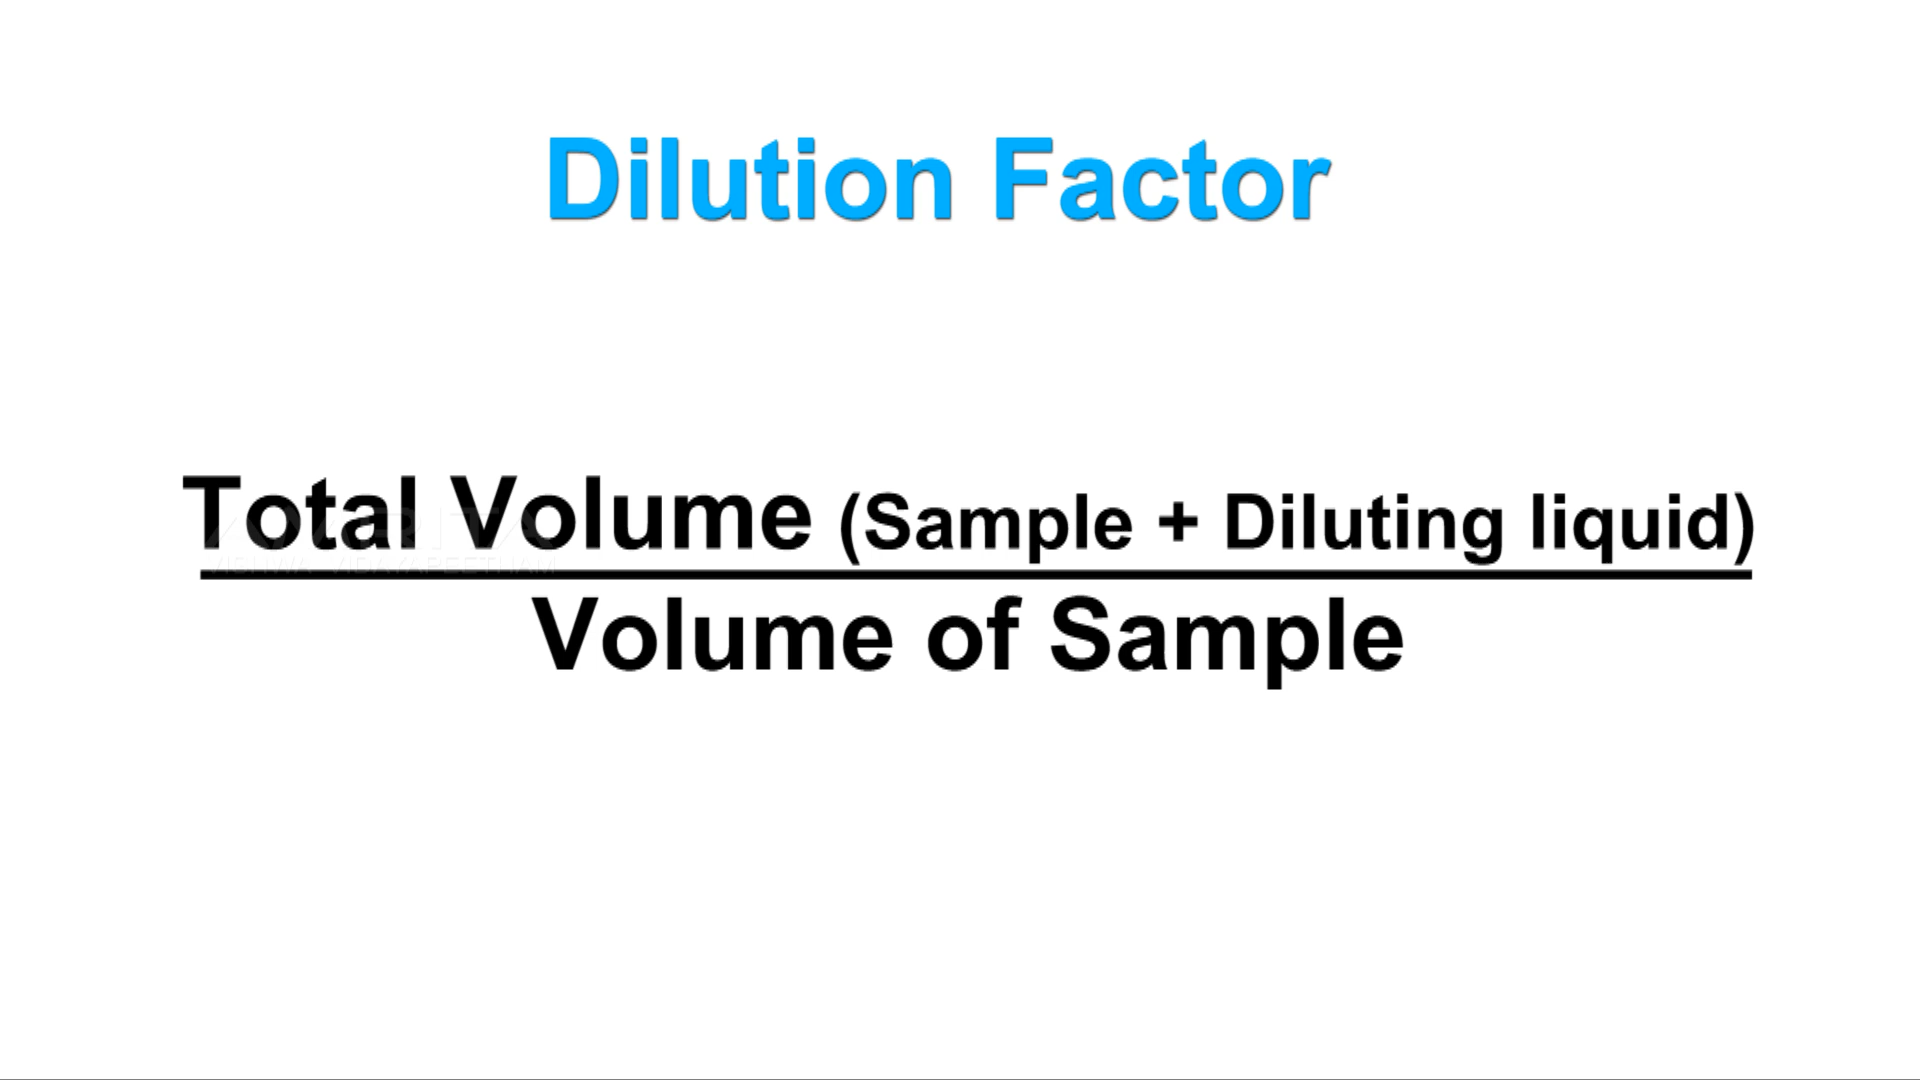 Dilution Factor
Total Volume (Sample + Diluting liquid)
Volume of Sample